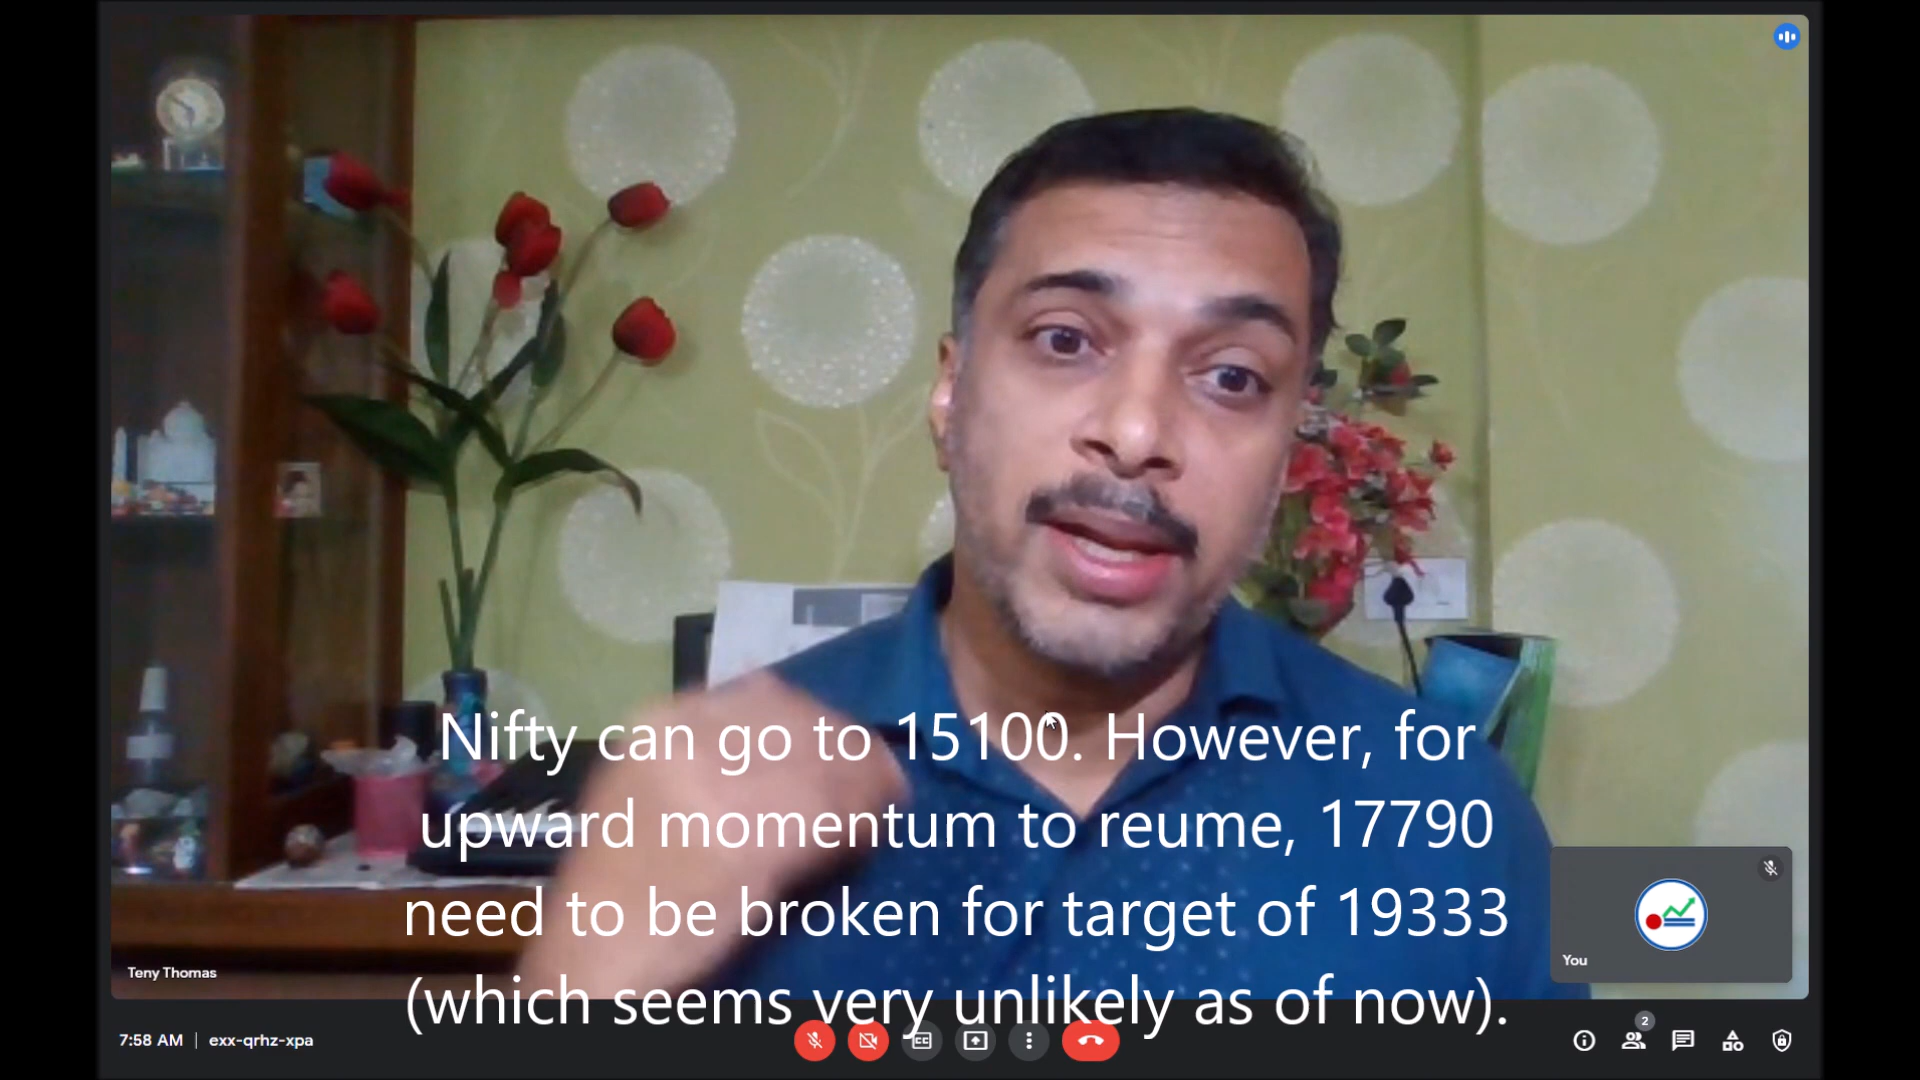 Nifty can go to 15100. However, for
upward momentum to reume, 17790
need to be broken for target of 19333
(which seems very unlikely as of now).
Teny Thomas
You
7:58 AM | exx-qrhz-xpa
CC
2